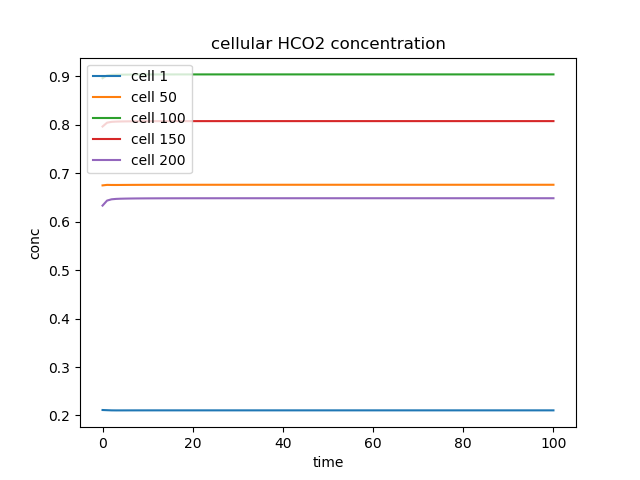 cellular HCO2 concentration
cell 1
cell 50
cell 100
cell 150
cell 200
0.9
0.8
0.7
0.6
0.5
0.4
0.3
0.2
conc
0 20 40 60 80 100
time